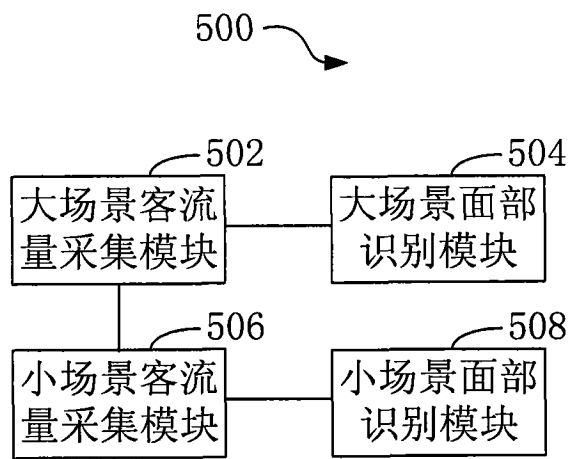 500
502
大场景客流
量采集模块
504
大场景面部
识别模块
506
小场景客流
量采集模块
508
小场景面部
识别模块